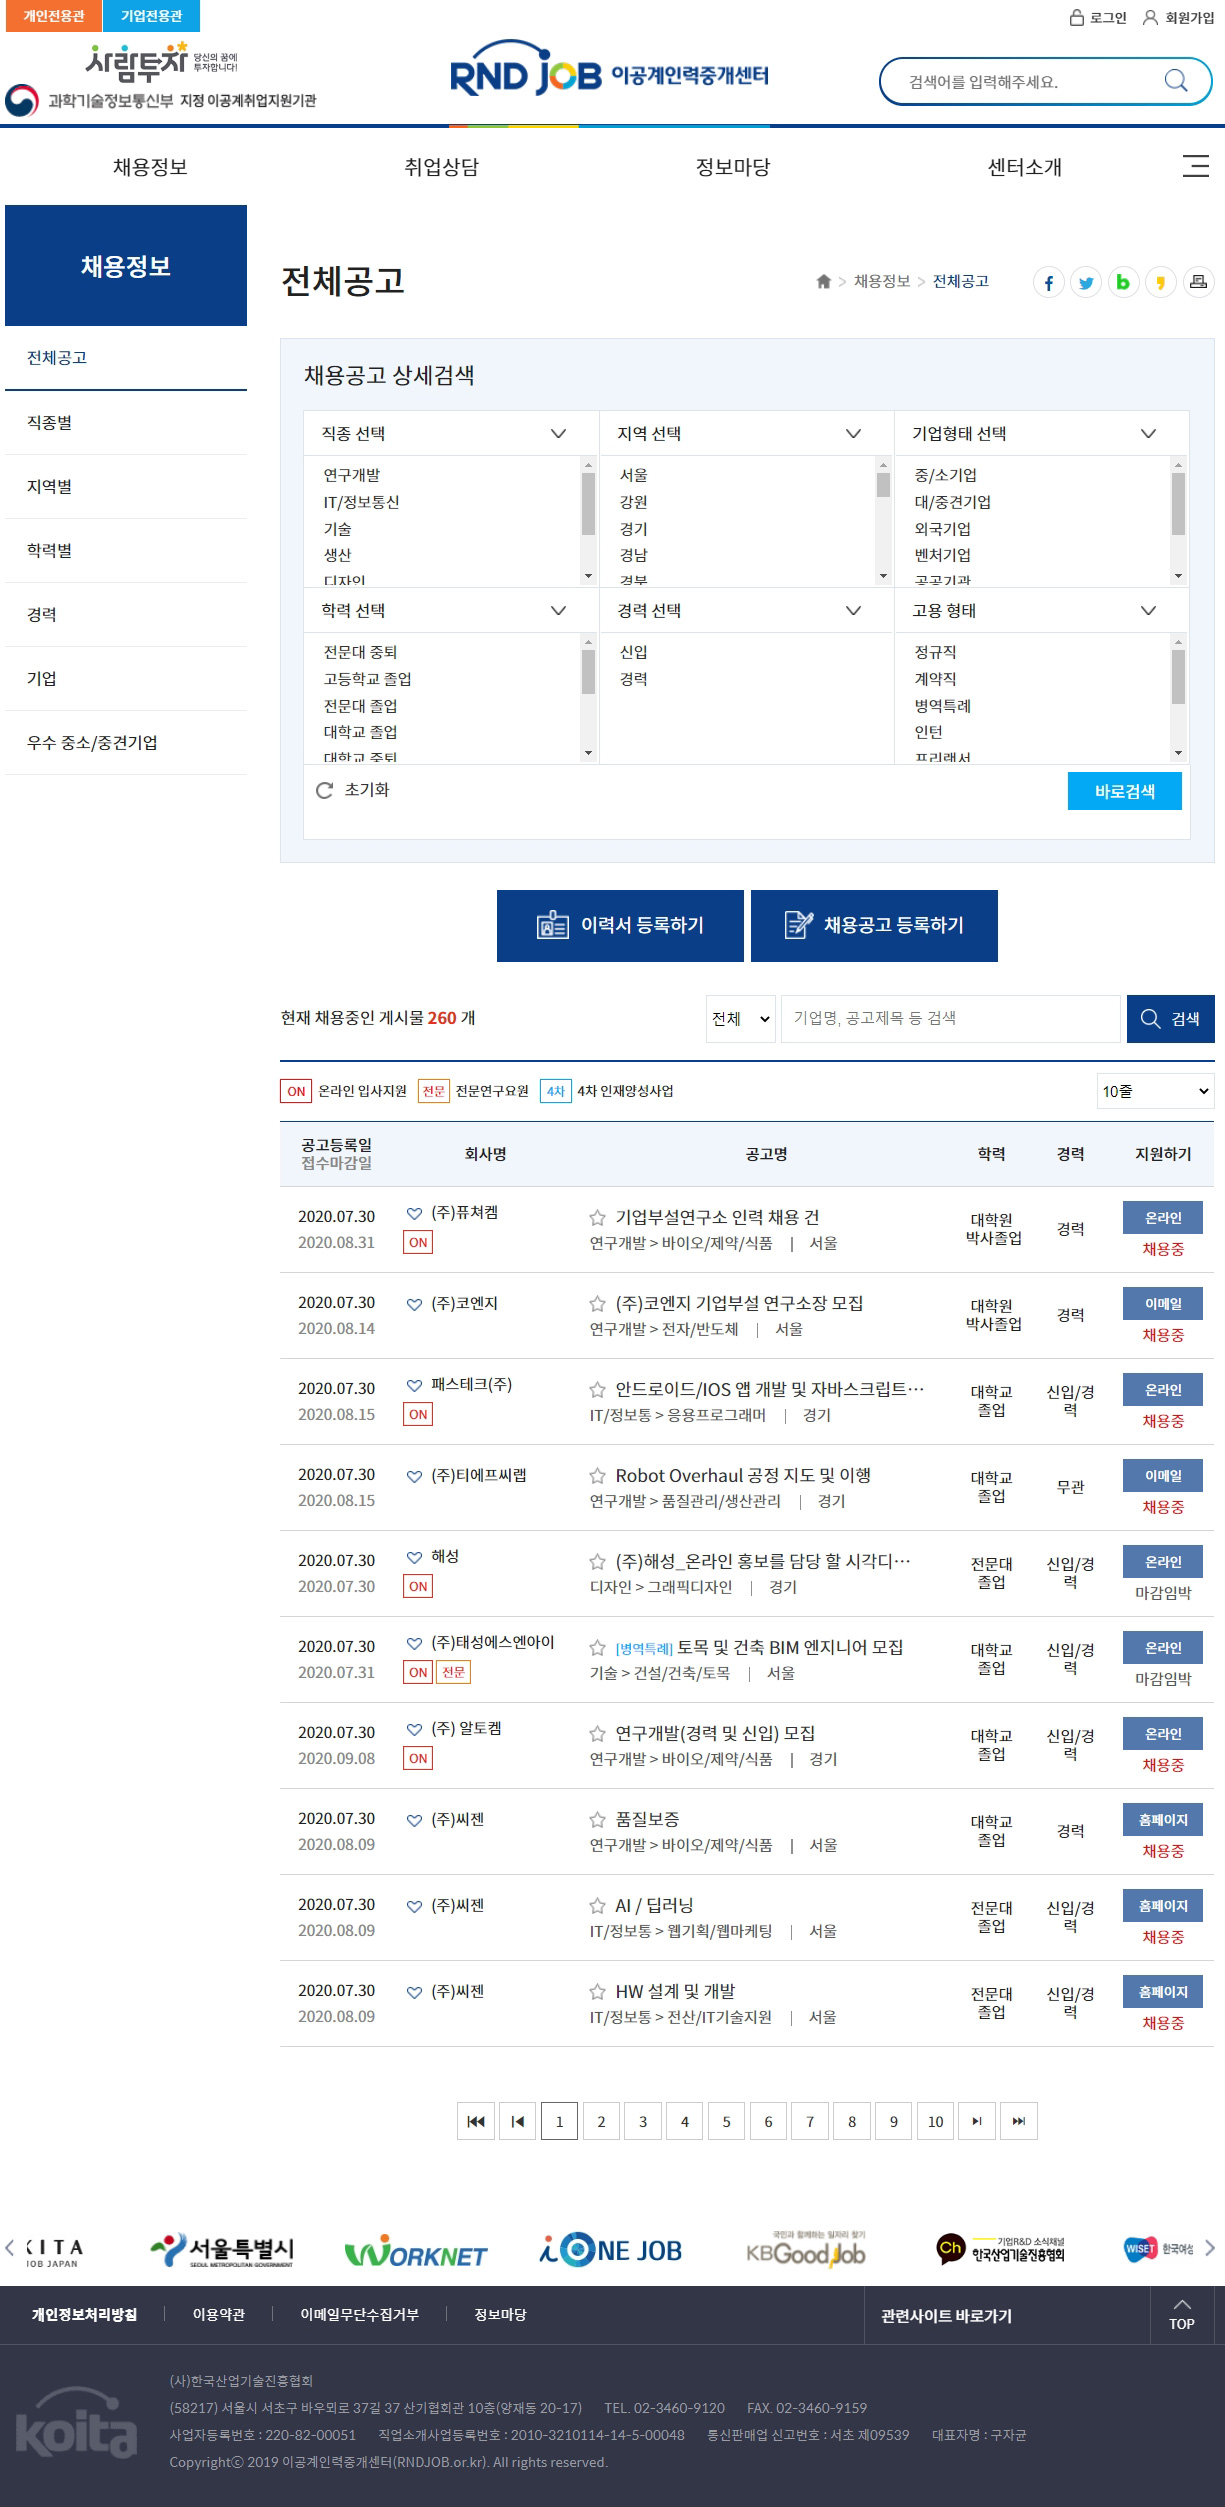 개인전용관 기업전용관
로그인 회원가입
사람투자 당신의 꿈에 투자합니다!
과학기술정보통신부 지정 이공계취업지원기관
RND JOB 이공계인력중개센터
검색어를 입력해주세요.
채용정보 취업상담 정보마당 센터소개
채용정보
전체공고
직종별
지역별
학력별
경력
기업
우수 중소/중견기업
전체공고
> 채용정보 > 전체공고
채용공고 상세검색
직종 선택 지역 선택 기업형태 선택
연구개발 서울 중/소기업
IT/정보통신 강원 대/중견기업
기술 경기 외국기업
생산 경남 벤처기업
디자인 경북 공공기관
학력 선택 경력 선택 고용 형태
전문대 중퇴 신입 정규직
고등학교 졸업 경력 계약직
전문대 졸업 병역특례
대학교 졸업 인턴
대학교 중퇴 프리랜서
초기화 바로검색
이력서 등록하기 채용공고 등록하기
현재 채용중인 게시물 260 개
전체 기업명, 공고제목 등 검색 검색
ON 온라인 입사지원 전문 전문연구요원 4차 4차 인재양성사업 10줄
공고등록일 접수마감일 회사명 공고명 학력 경력 지원하기
2020.07.30 (주)퓨쳐켐 기업부설연구소 인력 채용 건 대학원 박사졸업 경력 온라인
2020.08.31 ON 연구개발 > 바이오/제약/식품 | 서울 채용중
2020.07.30 (주)코엔지 (주)코엔지 기업부설 연구소장 모집 대학원 박사졸업 경력 이메일
2020.08.14 연구개발 > 전자/반도체 | 서울 채용중
2020.07.30 패스테크(주) 안드로이드/IOS 앱 개발 및 자바스크립트… 대학교 졸업 신입/경력 온라인
2020.08.15 ON IT/정보통 > 응용프로그래머 | 경기 채용중
2020.07.30 (주)티에프씨랩 Robot Overhaul 공정 지도 및 이행 대학교 졸업 무관 이메일
2020.08.15 연구개발 > 품질관리/생산관리 | 경기 채용중
2020.07.30 해성 (주)해성_온라인 홍보를 담당 할 시각디… 전문대 졸업 신입/경력 온라인
2020.07.30 ON 디자인 > 그래픽디자인 | 경기 마감임박
2020.07.30 (주)태성에스엔아이 [병역특례] 토목 및 건축 BIM 엔지니어 모집 대학교 졸업 신입/경력 온라인
2020.07.31 ON 전문 기술 > 건설/건축/토목 | 서울 마감임박
2020.07.30 (주) 알토켐 연구개발(경력 및 신입) 모집 대학교 졸업 신입/경력 온라인
2020.09.08 ON 연구개발 > 바이오/제약/식품 | 경기 채용중
2020.07.30 (주)씨젠 품질보증 대학교 졸업 경력 홈페이지
2020.08.09 연구개발 > 바이오/제약/식품 | 서울 채용중
2020.07.30 (주)씨젠 AI / 딥러닝 전문대 졸업 신입/경력 홈페이지
2020.08.09 IT/정보통 > 웹기획/웹마케팅 | 서울 채용중
2020.07.30 (주)씨젠 HW 설계 및 개발 전문대 졸업 신입/경력 홈페이지
2020.08.09 IT/정보통 > 전산/IT기술지원 | 서울 채용중
1 2 3 4 5 6 7 8 9 10
KITA JOB JAPAN 서울특별시 SEOUL METROPOLITAN GOVERNMENT WORKNET i ONE JOB 국민과 함께하는 일자리 찾기 KB Good Job Ch 기업R&D 소식채널 한국산업기술진흥협회 WISET 한국여성
개인정보처리방침 이용약관 이메일무단수집거부 정보마당 관련사이트 바로가기 TOP
koita
(사)한국산업기술진흥협회
(58217) 서울시 서초구 바우뫼로 37길 37 산기협회관 10층(양재동 20-17) TEL. 02-3460-9120 FAX. 02-3460-9159
사업자등록번호 : 220-82-00051 직업소개사업등록번호 : 2010-3210114-14-5-00048 통신판매업 신고번호 : 서초 제09539 대표자명 : 구자균
Copyrightⓒ 2019 이공계인력중개센터(RNDJOB.or.kr). All rights reserved.